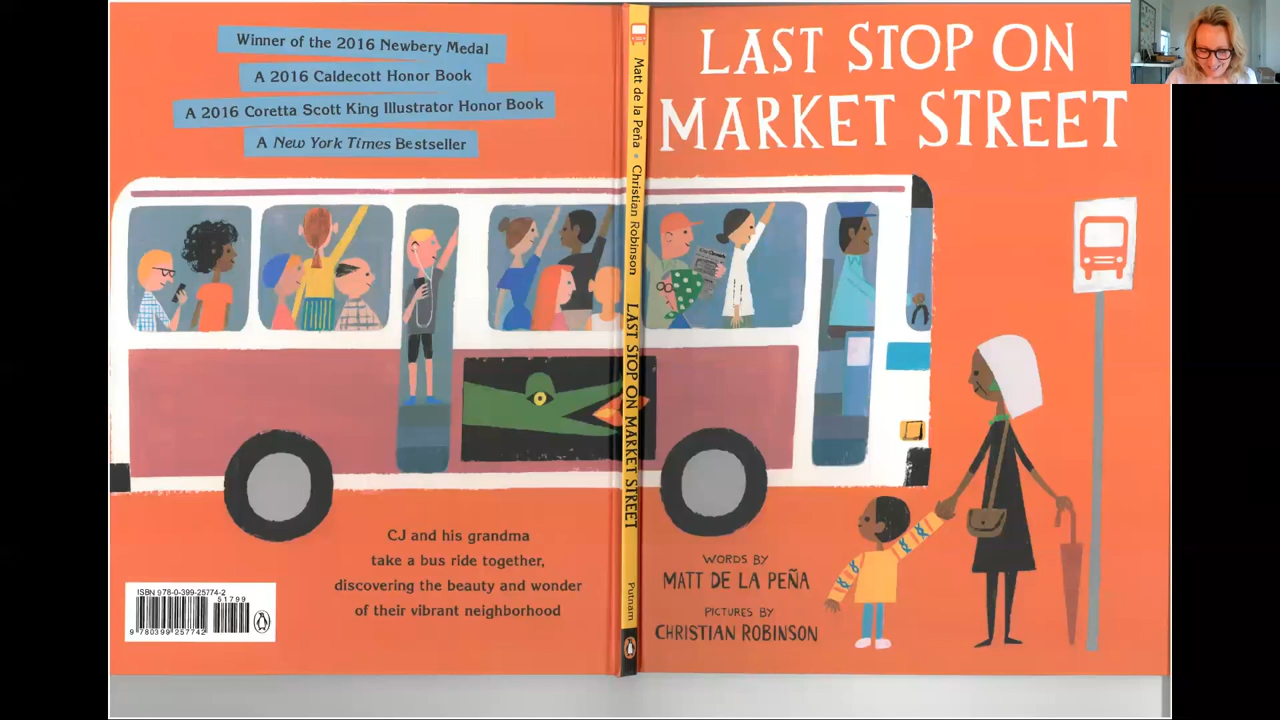 Winner of the 2016 Newbery Medal
A 2016 Caldecott Honor Book
A 2016 Coretta Scott King Illustrator Honor Book
A New York Times Bestseller
CJ and his grandma
take a bus ride together,
discovering the beauty and wonder
of their vibrant neighborhood
ISBN 978-0-399-25774-2
51799
9 780399 257742
Matt de la Peña • Christian Robinson LAST STOP ON MARKET STREET Putnam
LAST STOP ON
MARKET STREET
WORDS BY
MATT DE LA PEÑA
PICTURES BY
CHRISTIAN ROBINSON